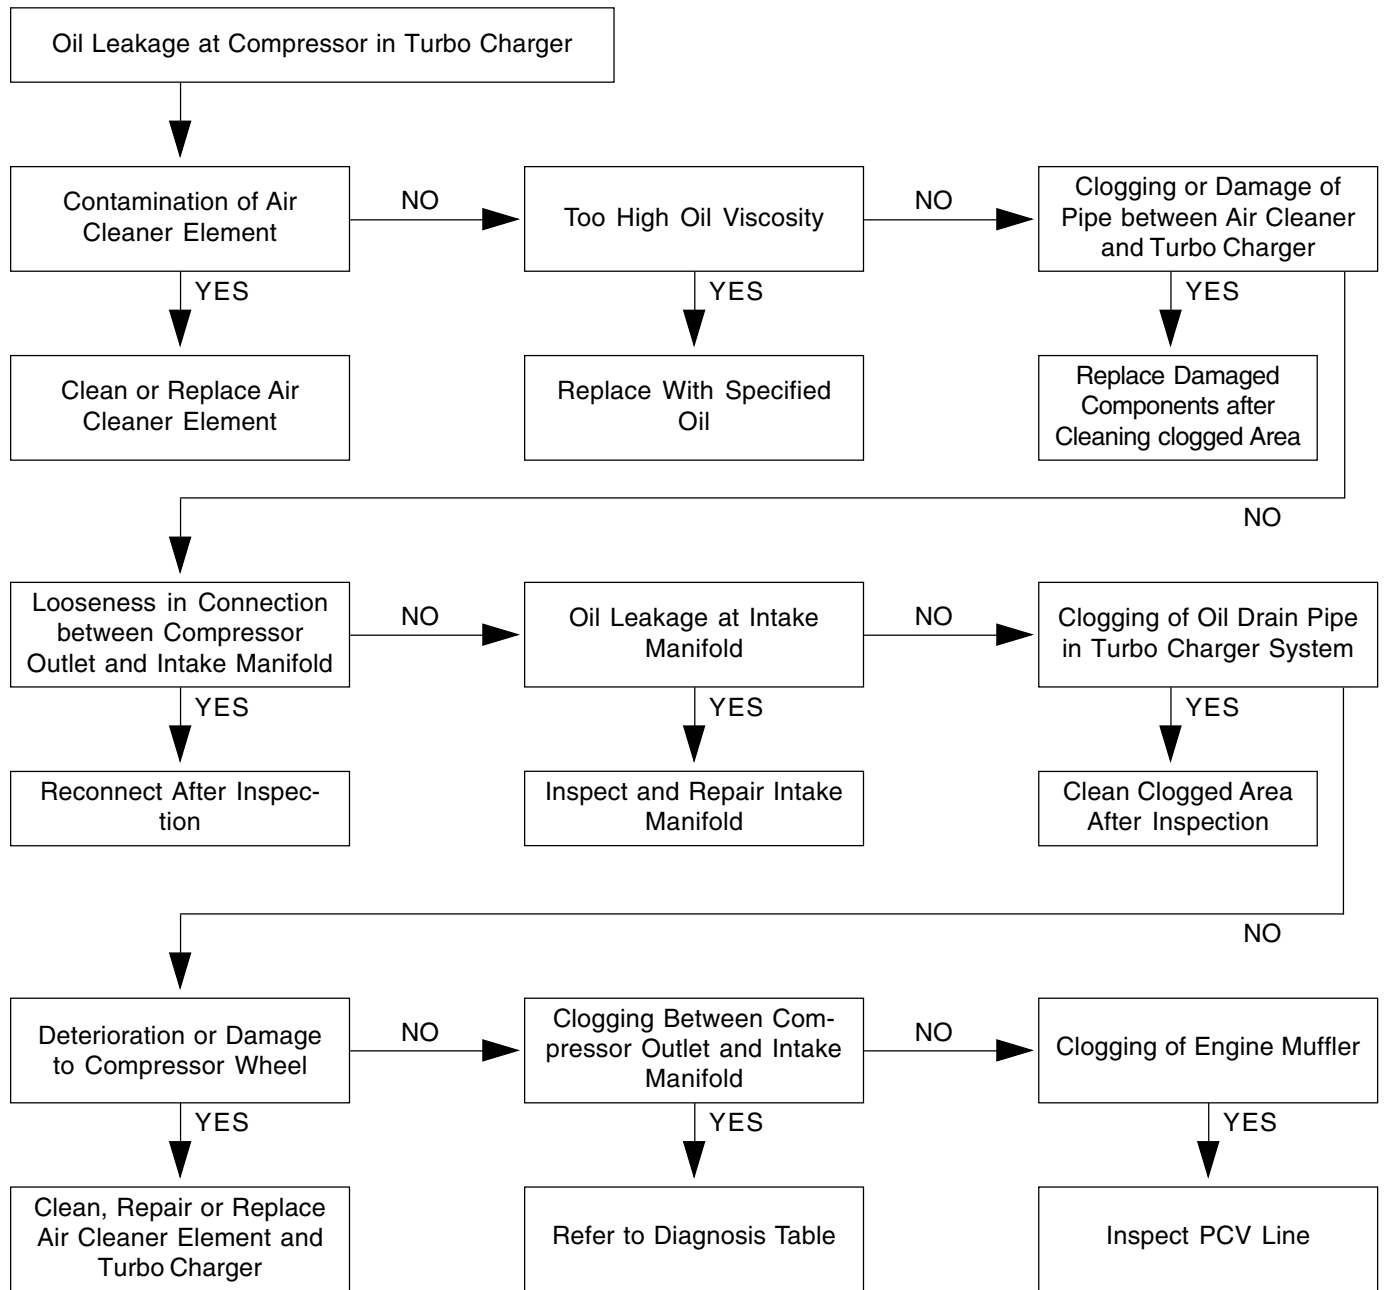 Oil Leakage at Compressor in Turbo Charger
Contamination of Air
Cleaner Element
NO
Too High Oil Viscosity
NO
Clogging or Damage of
Pipe between Air Cleaner
and Turbo Charger
YES
YES
YES
Clean or Replace Air
Cleaner Element
Replace With Specified
Oil
Replace Damaged
Components after
Cleaning clogged Area
NO
Looseness in Connection
between Compressor
Outlet and Intake Manifold
NO
Oil Leakage at Intake
Manifold
NO
Clogging of Oil Drain Pipe
in Turbo Charger System
YES
YES
YES
Reconnect After Inspec-
tion
Inspect and Repair Intake
Manifold
Clean Clogged Area
After Inspection
NO
Deterioration or Damage
to Compressor Wheel
NO
Clogging Between Com-
pressor Outlet and Intake
Manifold
NO
Clogging of Engine Muffler
YES
YES
YES
Clean, Repair or Replace
Air Cleaner Element and
Turbo Charger
Refer to Diagnosis Table
Inspect PCV Line